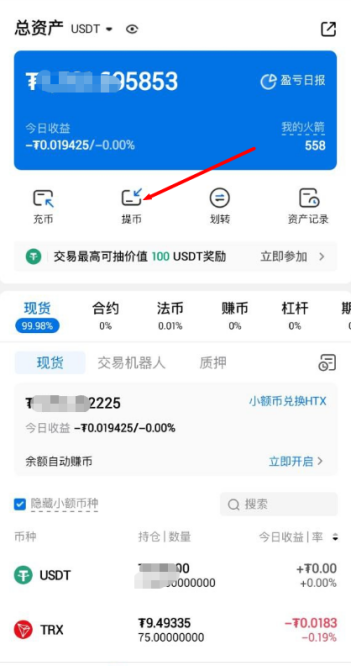 总资产 USDT
₮ 95853
盈亏日报
今日收益
我的火箭
-₮0.019425/-0.00%
558
充币 提币 划转 资产记录
交易最高可抽价值 100 USDT奖励 立即参加 >
现货 合约 法币 赚币 杠杆
99.98% 0% 0.01% 0% 0%
现货 交易机器人 质押
₮ 2225
小额币兑换HTX
今日收益 -₮0.019425/-0.00%
余额自动赚币 立即开启 >
隐藏小额币种 搜索
币种 持仓|数量 今日收益|率
USDT
+₮0.00
+0.00%
TRX
₮9.49335
75.00000000
-₮0.0183
-0.19%